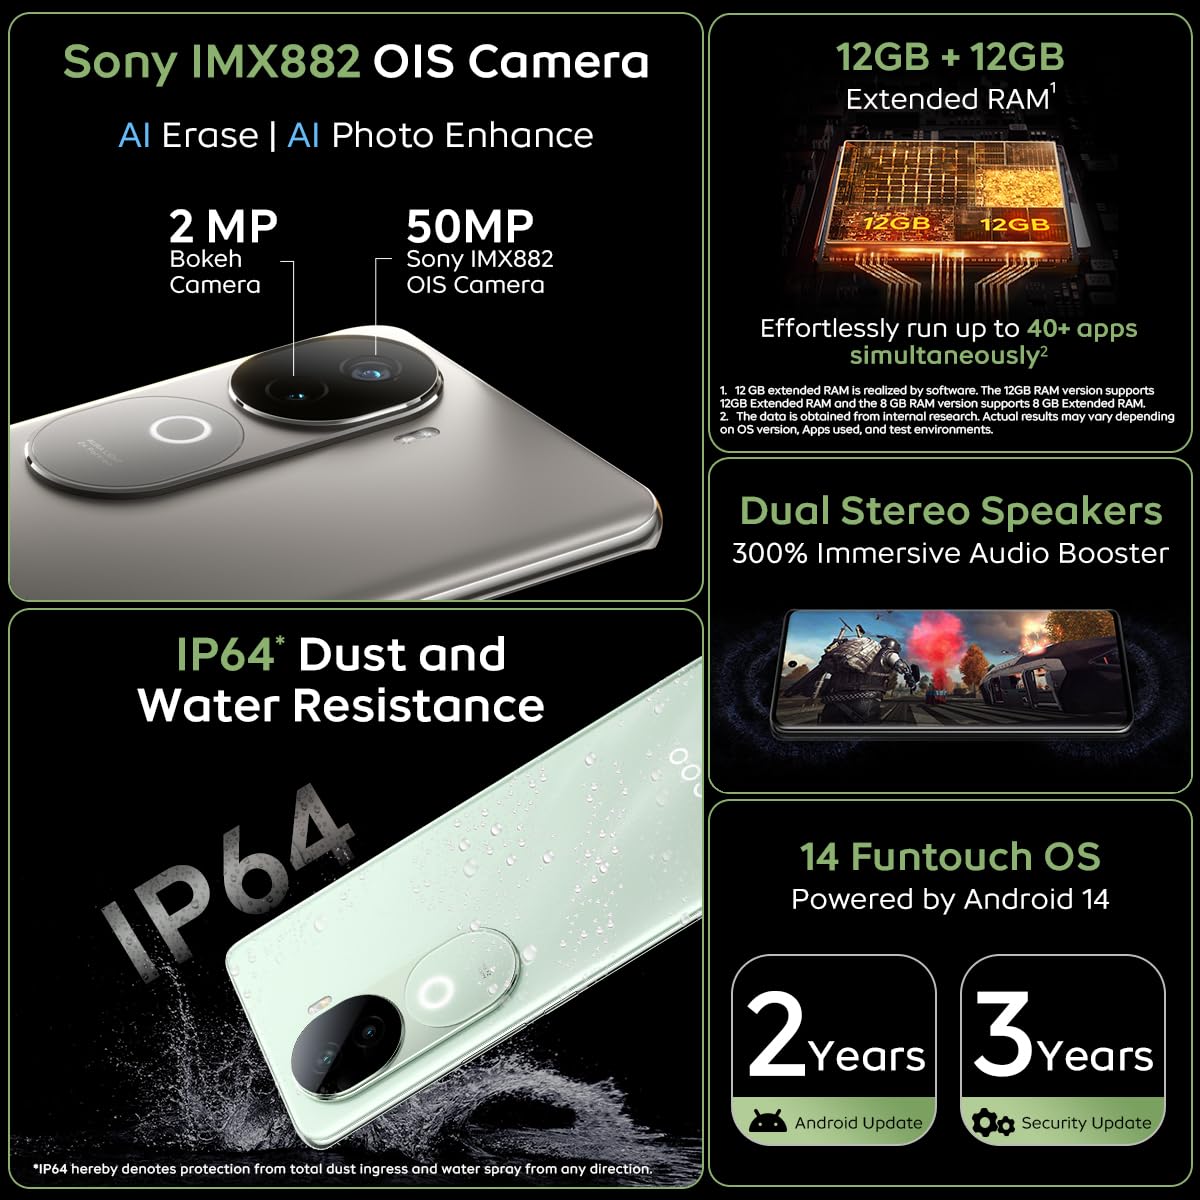 Sony IMX882 OIS Camera
AI Erase | AI Photo Enhance
2 MP
Bokeh
Camera
50MP
Sony IMX882
OIS Camera
12GB + 12GB
Extended RAM¹
12GB
12GB
Effortlessly run up to 40+ apps
simultaneously²
1. 12 GB extended RAM is realized by software. The 12GB RAM version supports
12GB Extended RAM and the 8 GB RAM version supports 8 GB Extended RAM.
2. The data is obtained from internal research. Actual results may vary depending
on OS version, Apps used, and test environments.
Dual Stereo Speakers
300% Immersive Audio Booster
IP64* Dust and
Water Resistance
IP64
*IP64 hereby denotes protection from total dust ingress and water spray from any direction.
14 Funtouch OS
Powered by Android 14
2 Years
Android Update
3 Years
Security Update